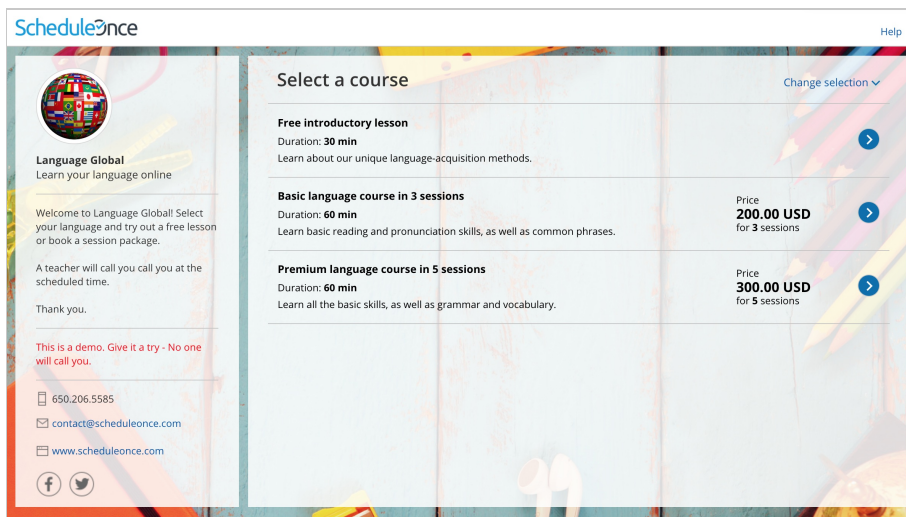 ScheduleOnce
Help
Language Global
Learn your language online
Welcome to Language Global! Select
your language and try out a free lesson
or book a session package.
A teacher will call you call you at the
scheduled time.
Thank you.
This is a demo. Give it a try - No one
will call you.
650.206.5585
contact@scheduleonce.com
www.scheduleonce.com
Select a course
Change selection
Free introductory lesson
Duration: 30 min
Learn about our unique language-acquisition methods.
Basic language course in 3 sessions
Duration: 60 min
Learn basic reading and pronunciation skills, as well as common phrases.
Price
200.00 USD
for 3 sessions
Premium language course in 5 sessions
Duration: 60 min
Learn all the basic skills, as well as grammar and vocabulary.
Price
300.00 USD
for 5 sessions